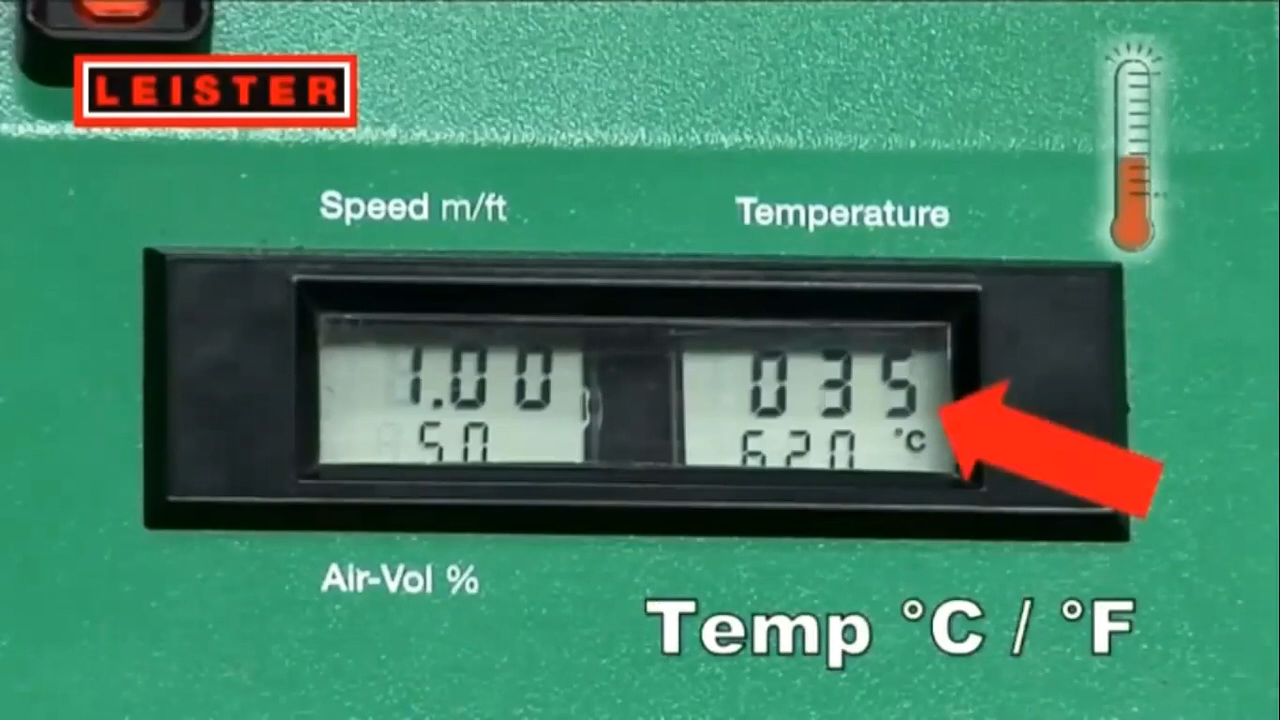 LEISTER
Speed m/ft
Temperature
1.00
035
50
620 °C
Air-Vol %
Temp °C / °F